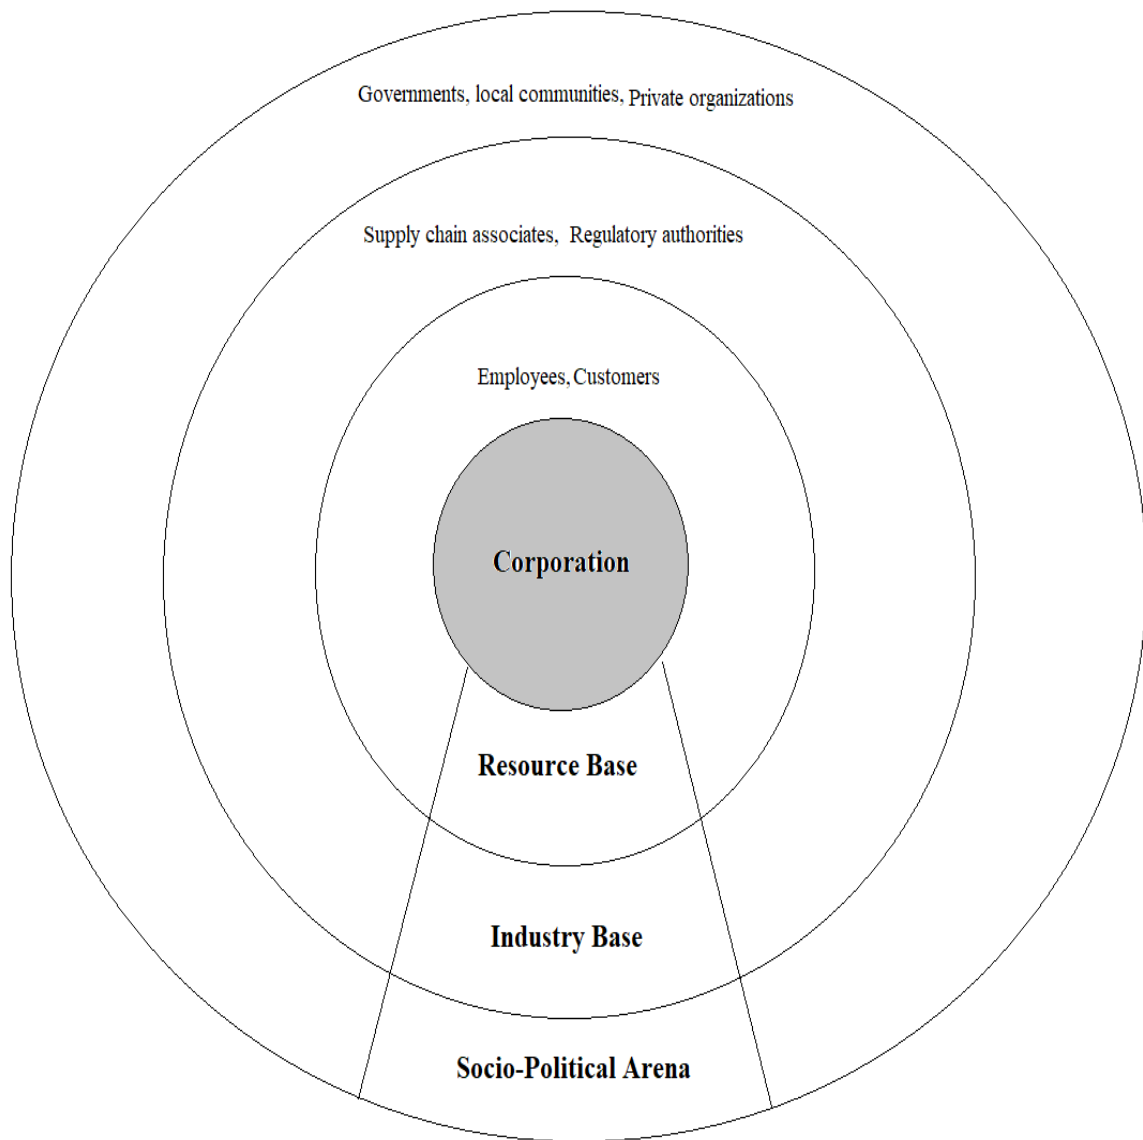 Governments, local communities, Private organizations
Supply chain associates, Regulatory authorities
Employees, Customers
Corporation
Resource Base
Industry Base
Socio-Political Arena